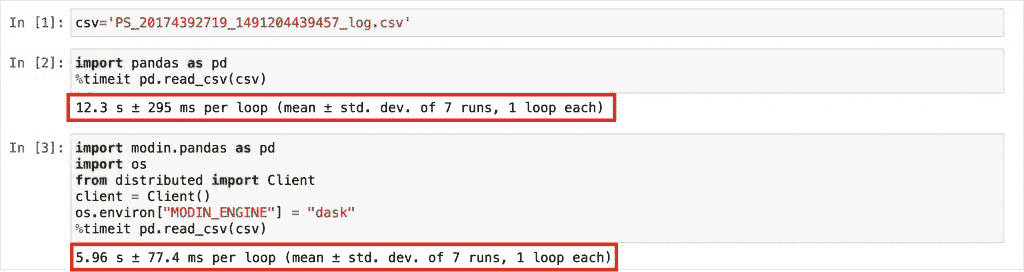 In [1]: csv='PS_20174392719_1491204439457_log.csv'
In [2]: import pandas as pd
%timeit pd.read_csv(csv)
12.3 s ± 295 ms per loop (mean ± std. dev. of 7 runs, 1 loop each)
In [3]: import modin.pandas as pd
import os
from distributed import Client
client = Client()
os.environ["MODIN_ENGINE"] = "dask"
%timeit pd.read_csv(csv)
5.96 s ± 77.4 ms per loop (mean ± std. dev. of 7 runs, 1 loop each)